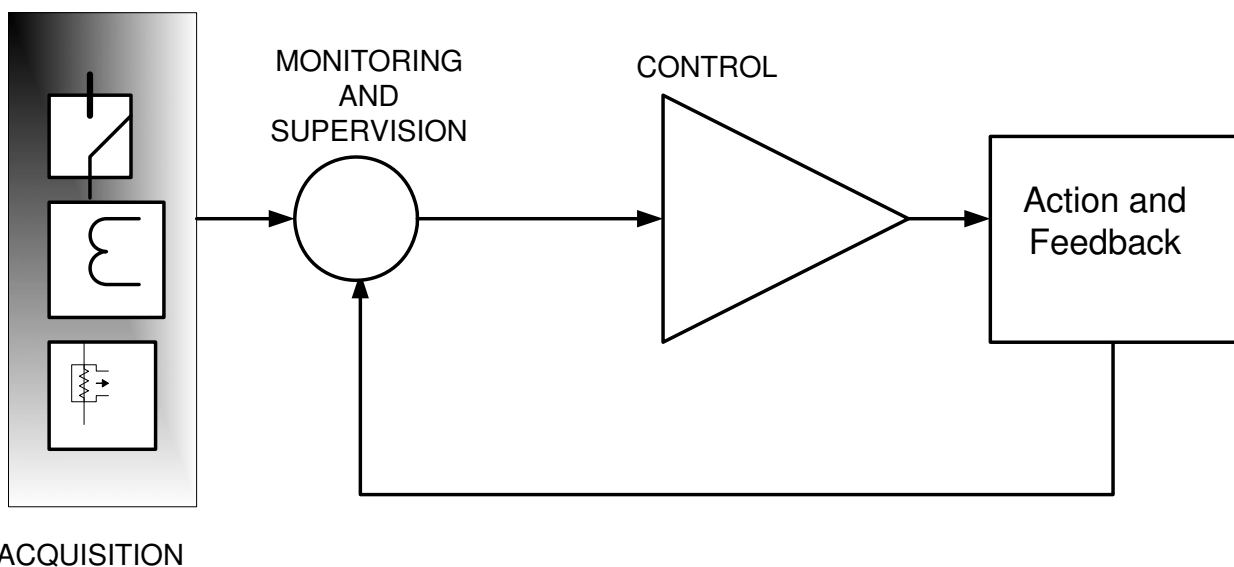 MONITORING
AND
SUPERVISION
CONTROL
Action and
Feedback
ACQUISITION